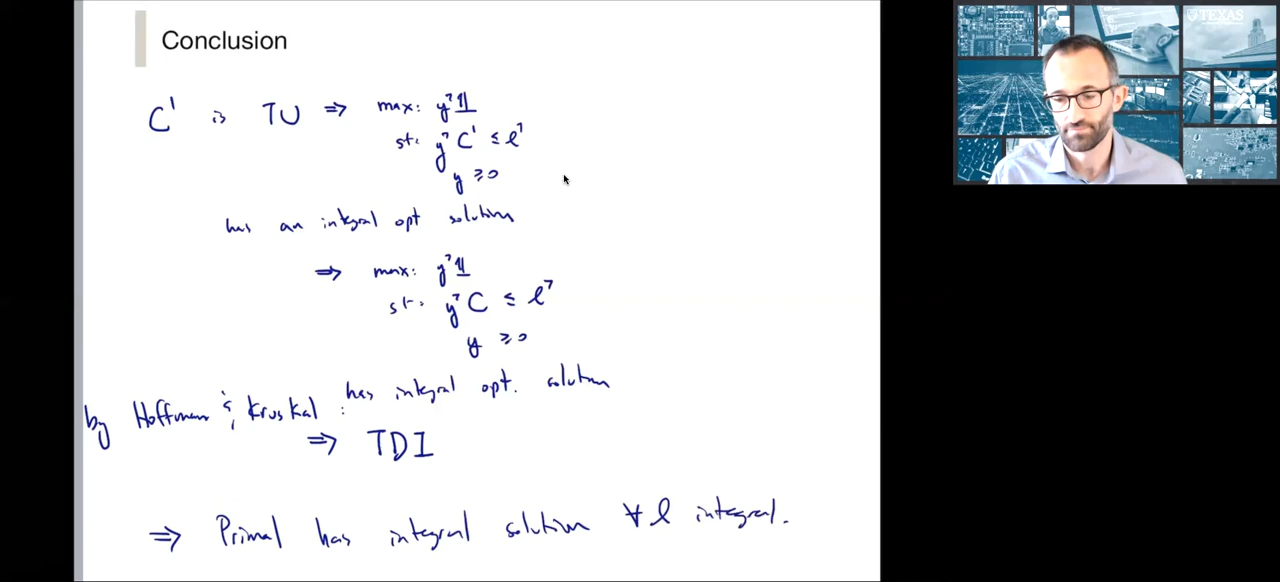 Conclusion
C' is TU ⇒ max: yᵀ𝟙
st: yᵀC' ≤ ℓᵀ
y ≥ 0
has an integral opt solution
⇒ max: yᵀ𝟙
st: yᵀC ≤ ℓᵀ
y ≥ 0
has integral opt. solution
by Hoffman & Kruskal:
⇒ TDI
⇒ Primal has integral solution ∀ ℓ integral.
TEXAS